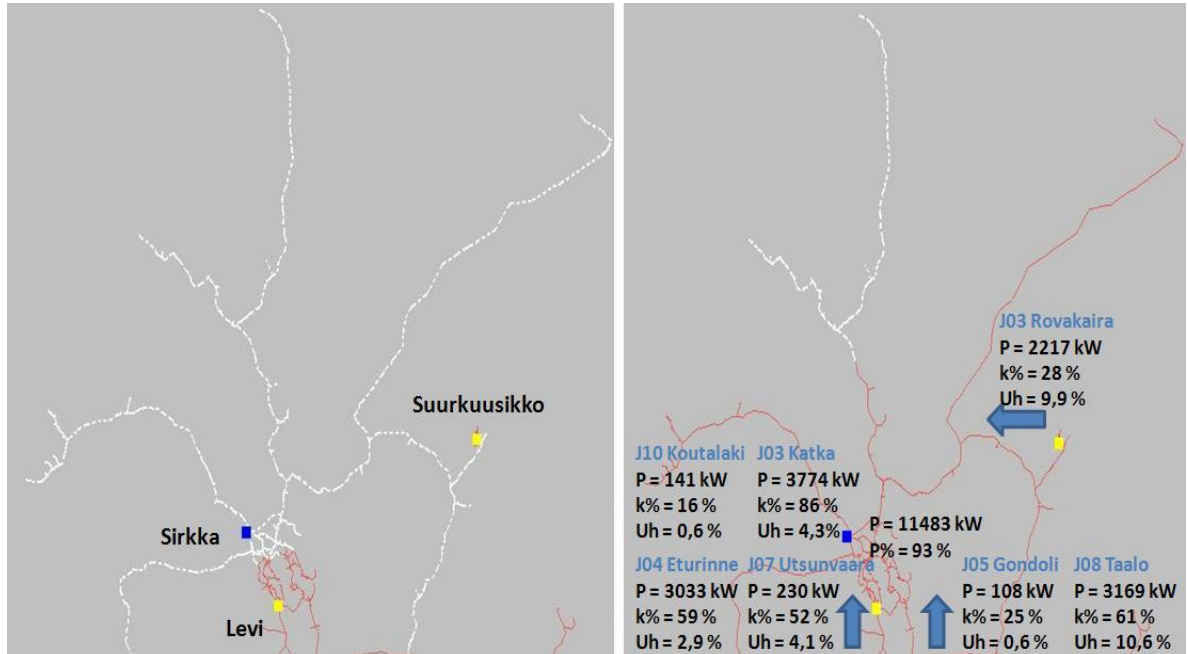 Suurkuusikko
Sirkka
Levi
J03 Rovakaira
P = 2217 kW
k% = 28 %
Uh = 9,9 %
J10 Koutalaki
P = 141 kW
k% = 16 %
Uh = 0,6 %
J03 Katka
P = 3774 kW
k% = 86 %
Uh = 4,3%
P = 11483 kW
P% = 93 %
J04 Eturinne
P = 3033 kW
k% = 59 %
Uh = 2,9 %
J07 Utsunvaara
P = 230 kW
k% = 52 %
Uh = 4,1 %
J05 Gondoli
P = 108 kW
k% = 25 %
Uh = 0,6 %
J08 Taalo
P = 3169 kW
k% = 61 %
Uh = 10,6 %